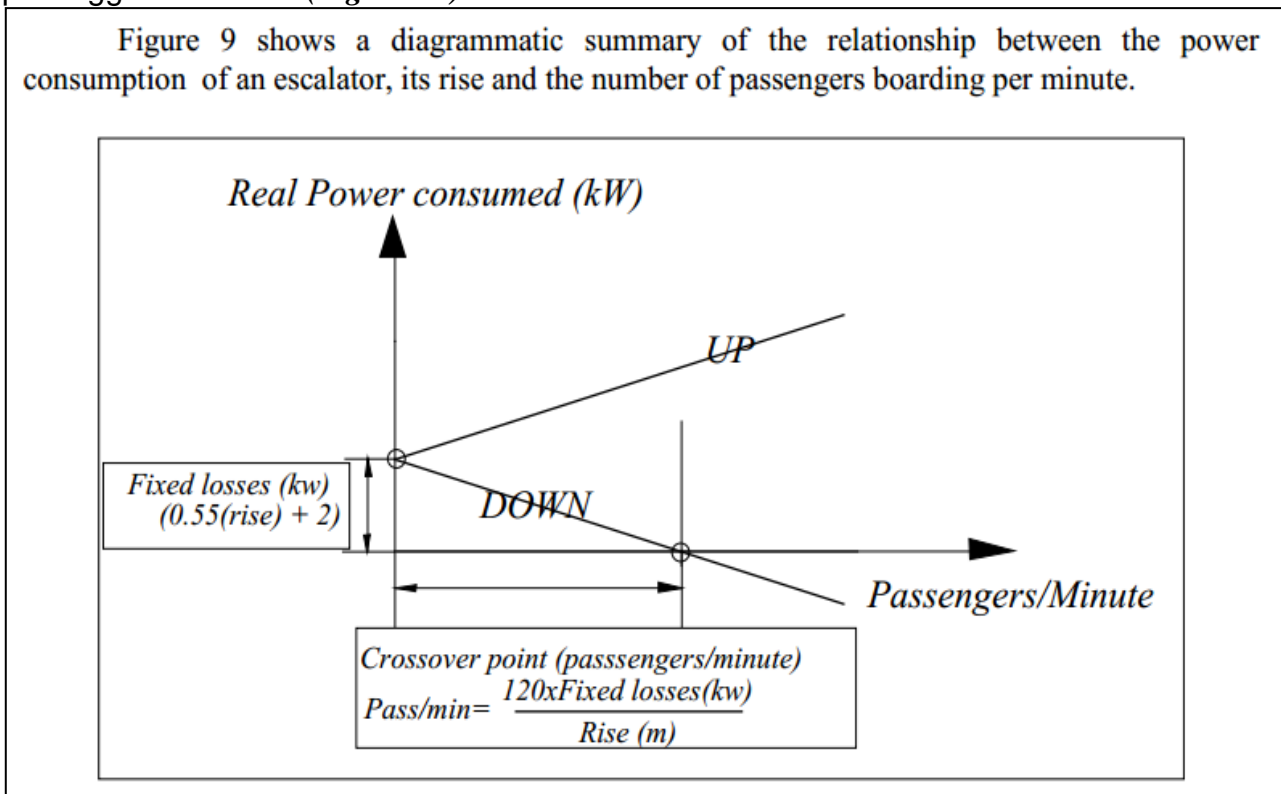 Figure 9 shows a diagrammatic summary of the relationship between the power
consumption of an escalator, its rise and the number of passengers boarding per minute.
Real Power consumed (kW)
UP
Fixed losses (kw)
(0.55(rise) + 2)
DOWN
Passengers/Minute
Crossover point (passsengers/minute)
Pass/min= 120xFixed losses(kw)
Rise (m)